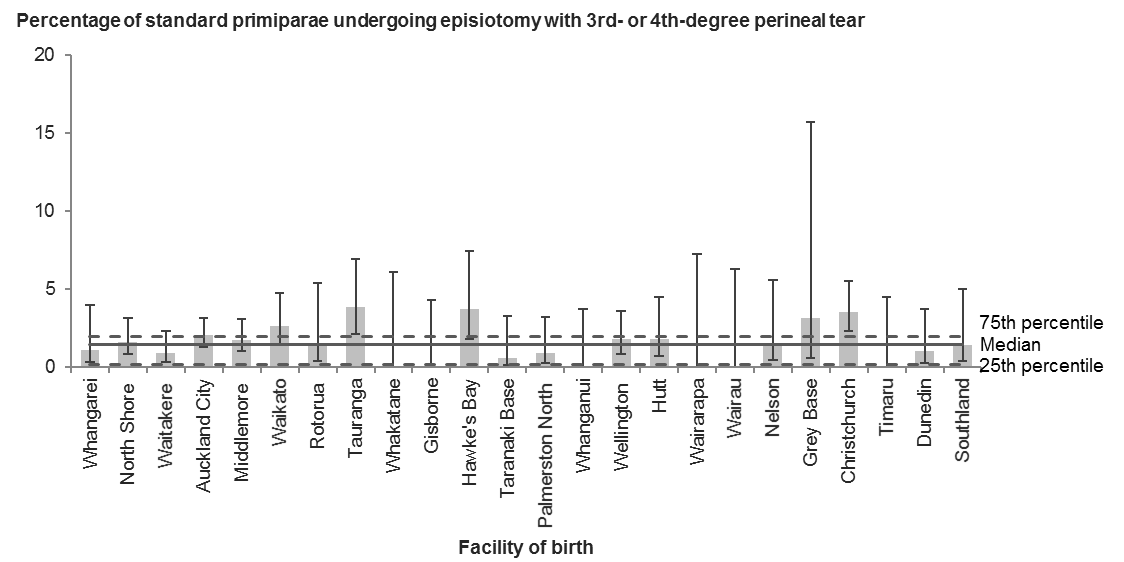 Percentage of standard primiparae undergoing episiotomy with 3rd- or 4th-degree perineal tear
20
15
10
5
0
75th percentile
Median
25th percentile
Whangarei
North Shore
Waitakere
Auckland City
Middlemore
Waikato
Rotorua
Tauranga
Whakatane
Gisborne
Hawke's Bay
Taranaki Base
Palmerston North
Whanganui
Wellington
Hutt
Wairarapa
Wairau
Nelson
Grey Base
Christchurch
Timaru
Dunedin
Southland
Facility of birth